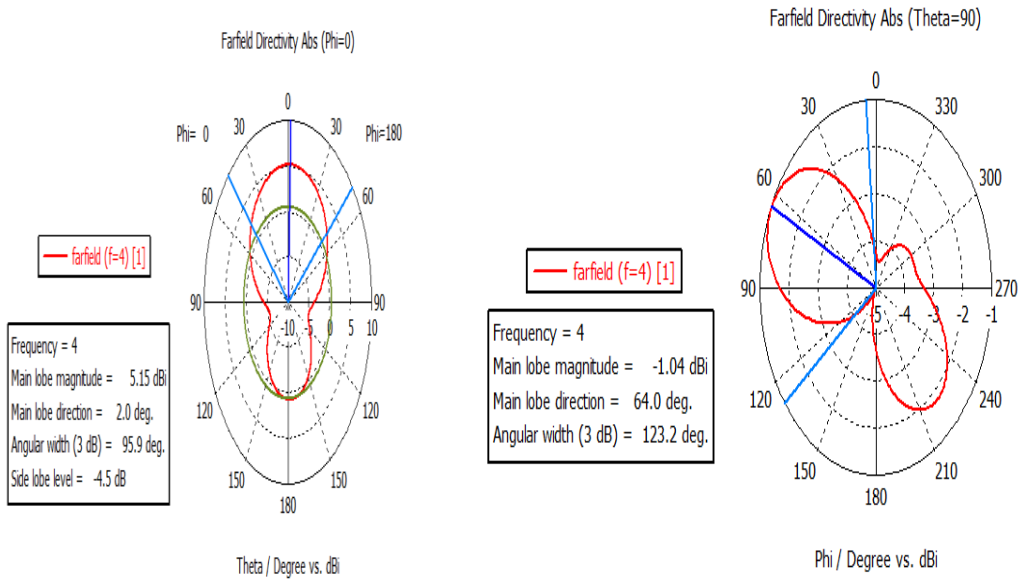 Farfield Directivity Abs (Phi=0)
0
Phi= 0
30
30
Phi=180
60
60
farfield (f=4) [1]
90
90
-10
-5
0
5
10
Frequency = 4
Main lobe magnitude = 5.15 dBi
Main lobe direction = 2.0 deg.
Angular width (3 dB) = 95.9 deg.
Side lobe level = -4.5 dB
120
120
150
150
180
Theta / Degree vs. dBi
Farfield Directivity Abs (Theta=90)
0
30
330
60
300
farfield (f=4) [1]
90
270
-5
-4
-3
-2
-1
Frequency = 4
Main lobe magnitude = -1.04 dBi
Main lobe direction = 64.0 deg.
Angular width (3 dB) = 123.2 deg.
120
240
150
210
180
Phi / Degree vs. dBi